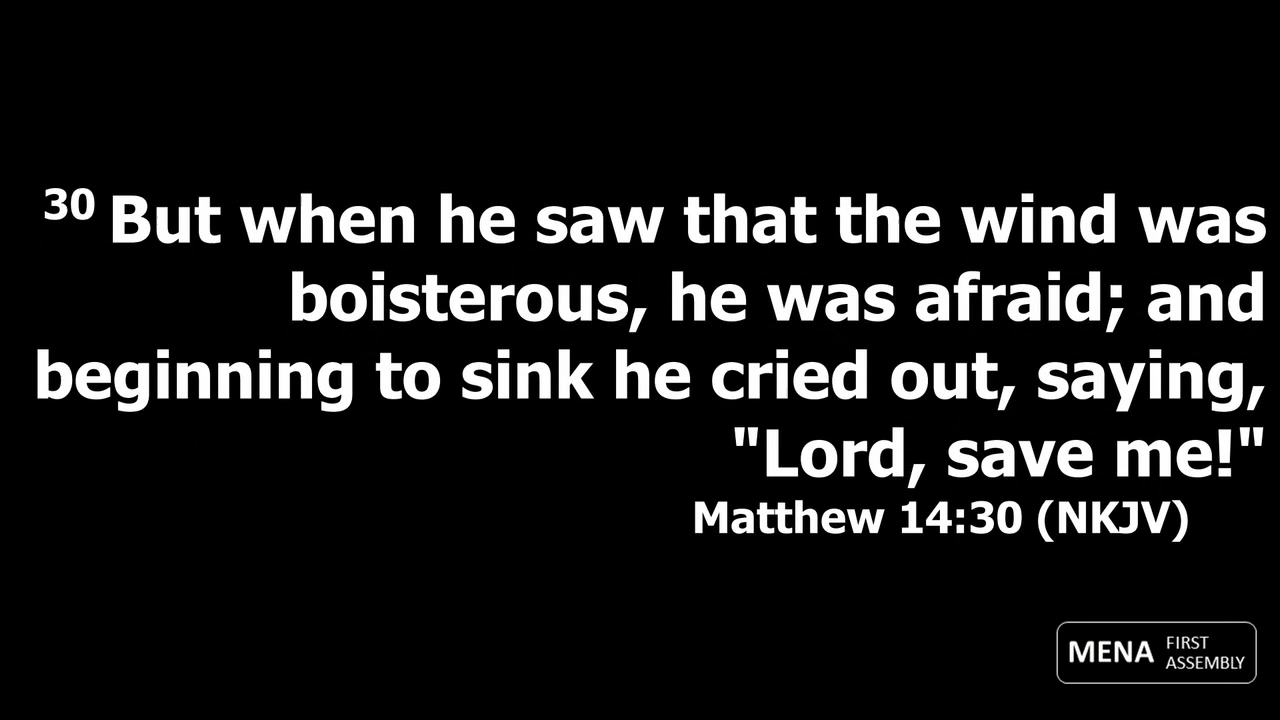 30 But when he saw that the wind was
boisterous, he was afraid; and
beginning to sink he cried out, saying,
"Lord, save me!"
Matthew 14:30 (NKJV)
MENA FIRST
ASSEMBLY